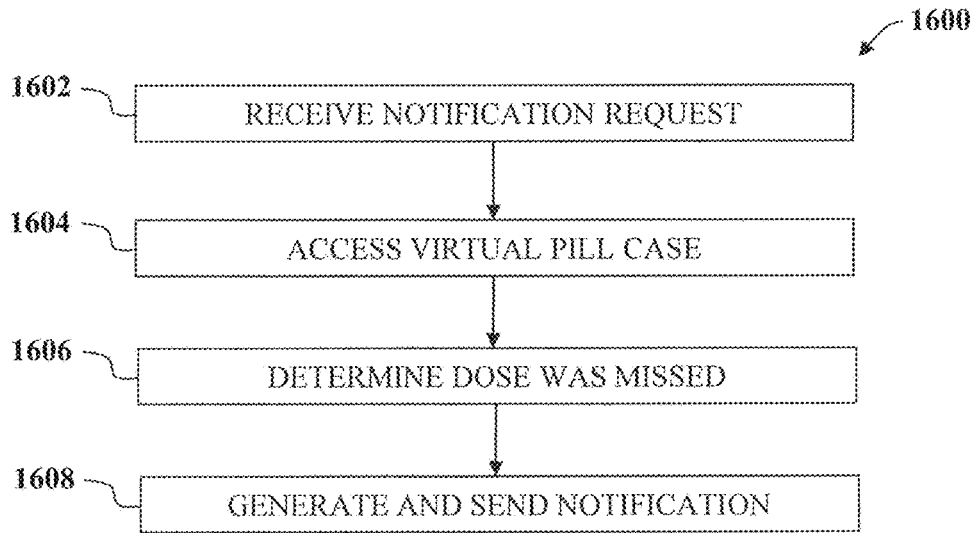 1600
1602
RECEIVE NOTIFICATION REQUEST
1604
ACCESS VIRTUAL PILL CASE
1606
DETERMINE DOSE WAS MISSED
1608
GENERATE AND SEND NOTIFICATION